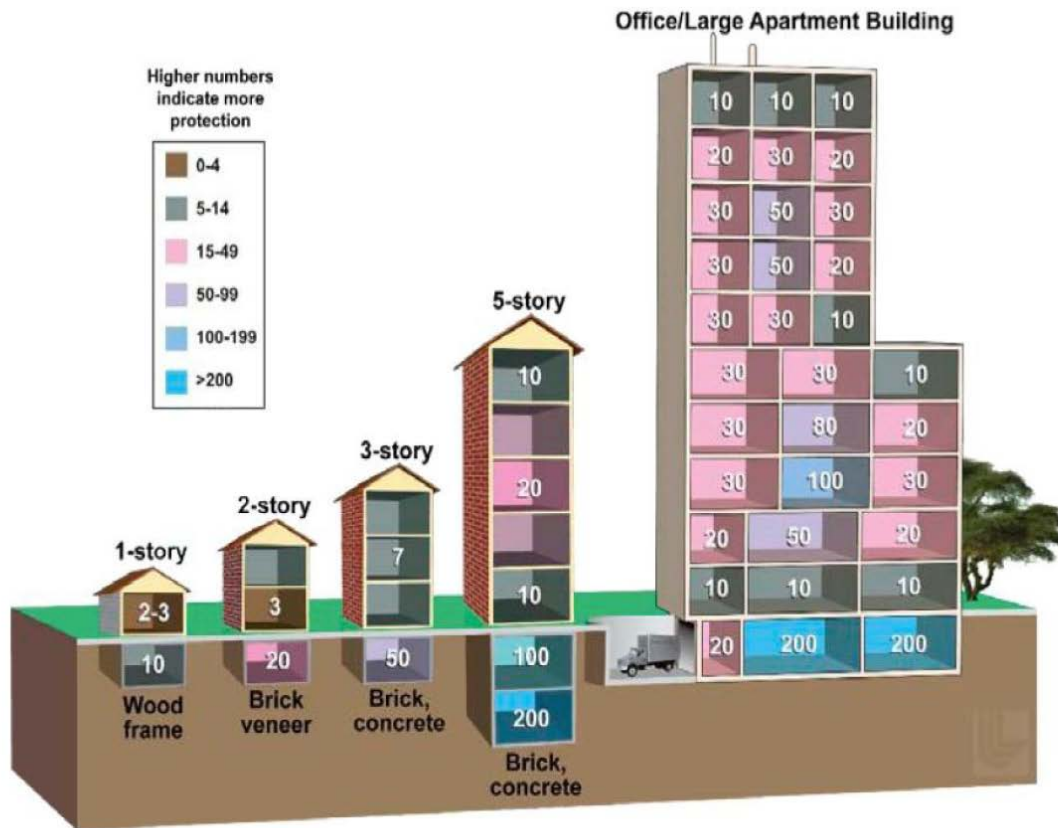 Office/Large Apartment Building
Higher numbers
indicate more
protection
0-4
5-14
15-49
50-99
100-199
>200
10 10 10
20 30 20
30 50 30
30 50 20
30 30 10
30 30 10
30 80 20
30 100 30
20 50 20
10 10 10
20 200 200
5-story
10
20
10
100
200
Brick,
concrete
3-story
7
50
Brick,
concrete
2-story
3
20
Brick
veneer
1-story
2-3
10
Wood
frame